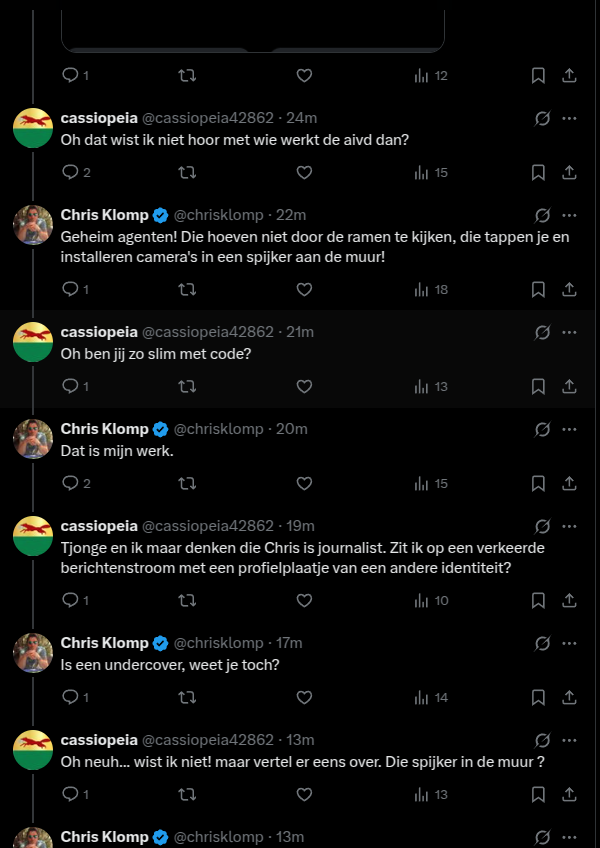 1 12
cassiopeia @cassiopeia42862 · 24m
Oh dat wist ik niet hoor met wie werkt de aivd dan?
2 15
Chris Klomp @chrisklomp · 22m
Geheim agenten! Die hoeven niet door de ramen te kijken, die tappen je en
installeren camera's in een spijker aan de muur!
1 18
cassiopeia @cassiopeia42862 · 21m
Oh ben jij zo slim met code?
1 13
Chris Klomp @chrisklomp · 20m
Dat is mijn werk.
2 15
cassiopeia @cassiopeia42862 · 19m
Tjonge en ik maar denken die Chris is journalist. Zit ik op een verkeerde
berichtenstroom met een profielplaatje van een andere identiteit?
1 10
Chris Klomp @chrisklomp · 17m
Is een undercover, weet je toch?
1 14
cassiopeia @cassiopeia42862 · 13m
Oh neuh... wist ik niet! maar vertel er eens over. Die spijker in de muur ?
1 13
Chris Klomp @chrisklomp · 13m